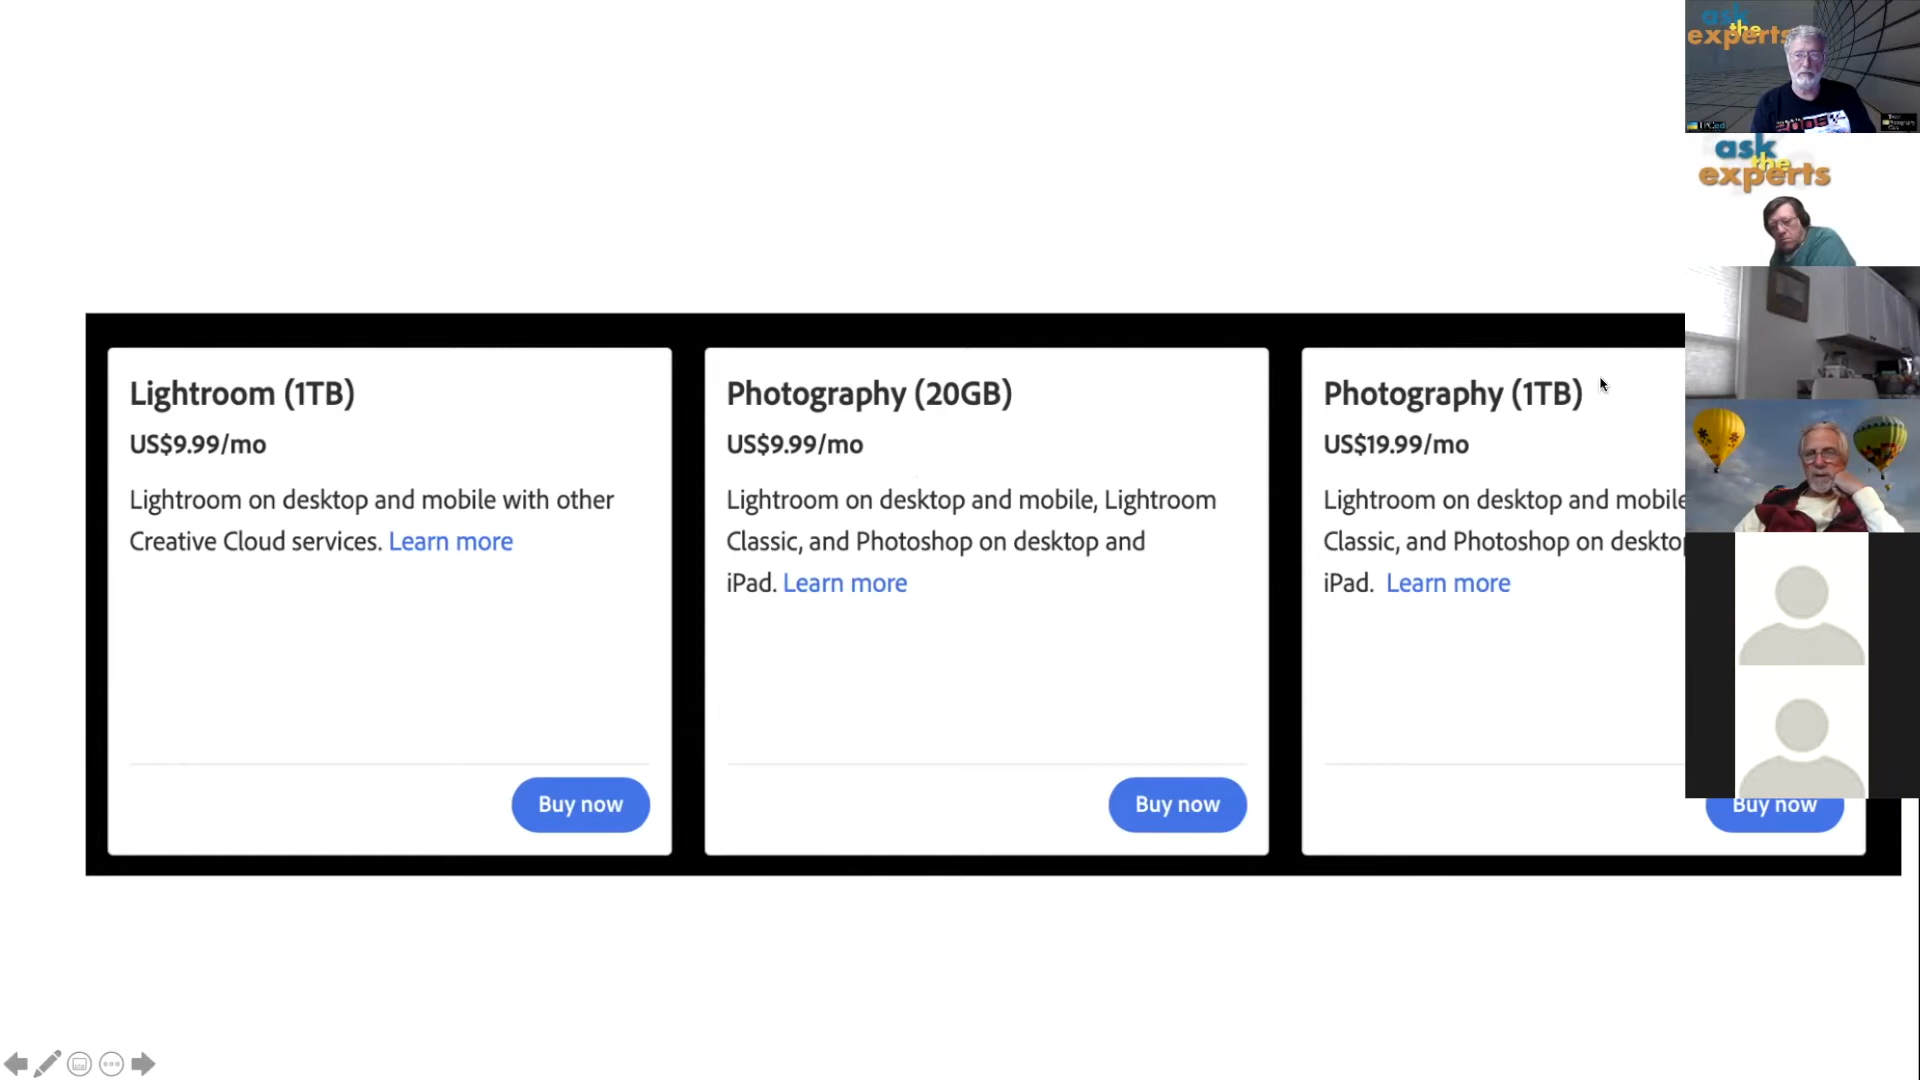 Lightroom (1TB)
US$9.99/mo
Lightroom on desktop and mobile with other
Creative Cloud services. Learn more
Buy now
Photography (20GB)
US$9.99/mo
Lightroom on desktop and mobile, Lightroom
Classic, and Photoshop on desktop and
iPad. Learn more
Buy now
Photography (1TB)
US$19.99/mo
Lightroom on desktop and mobile
Classic, and Photoshop on
iPad. Learn more
Buy now
ask
the
experts
ask
the
experts